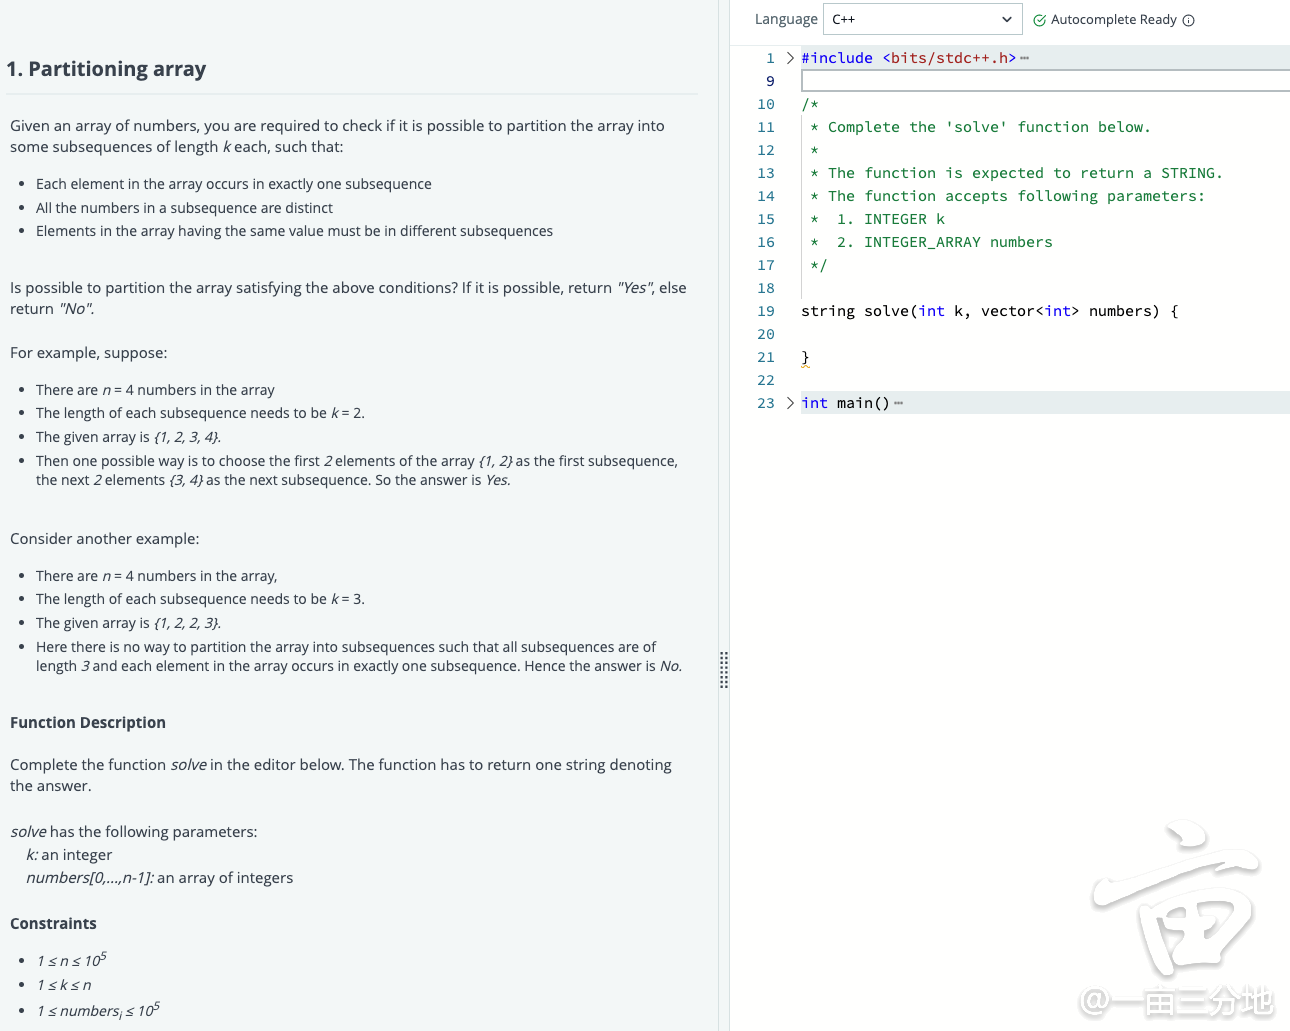 1. Partitioning array
Given an array of numbers, you are required to check if it is possible to partition the array into
some subsequences of length k each, such that:
• Each element in the array occurs in exactly one subsequence
• All the numbers in a subsequence are distinct
• Elements in the array having the same value must be in different subsequences
Is possible to partition the array satisfying the above conditions? If it is possible, return "Yes", else
return "No".
For example, suppose:
• There are n = 4 numbers in the array
• The length of each subsequence needs to be k = 2.
• The given array is {1, 2, 3, 4}.
• Then one possible way is to choose the first 2 elements of the array {1, 2} as the first subsequence,
the next 2 elements {3, 4} as the next subsequence. So the answer is Yes.
Consider another example:
• There are n = 4 numbers in the array,
• The length of each subsequence needs to be k = 3.
• The given array is {1, 2, 2, 3}.
• Here there is no way to partition the array into subsequences such that all subsequences are of
length 3 and each element in the array occurs in exactly one subsequence. Hence the answer is No.
Function Description
Complete the function solve in the editor below. The function has to return one string denoting
the answer.
solve has the following parameters:
k: an integer
numbers[0,...,n-1]: an array of integers
Constraints
• 1 ≤ n ≤ 10⁵
• 1 ≤ k ≤ n
• 1 ≤ numbersᵢ ≤ 10⁵
Language C++ Autocomplete Ready
1 #include <bits/stdc++.h>
9
10 /*
11 * Complete the 'solve' function below.
12 *
13 * The function is expected to return a STRING.
14 * The function accepts following parameters:
15 * 1. INTEGER k
16 * 2. INTEGER_ARRAY numbers
17 */
18
19 string solve(int k, vector<int> numbers) {
20
21 }
22
23 int main()
亩
@一亩三分地